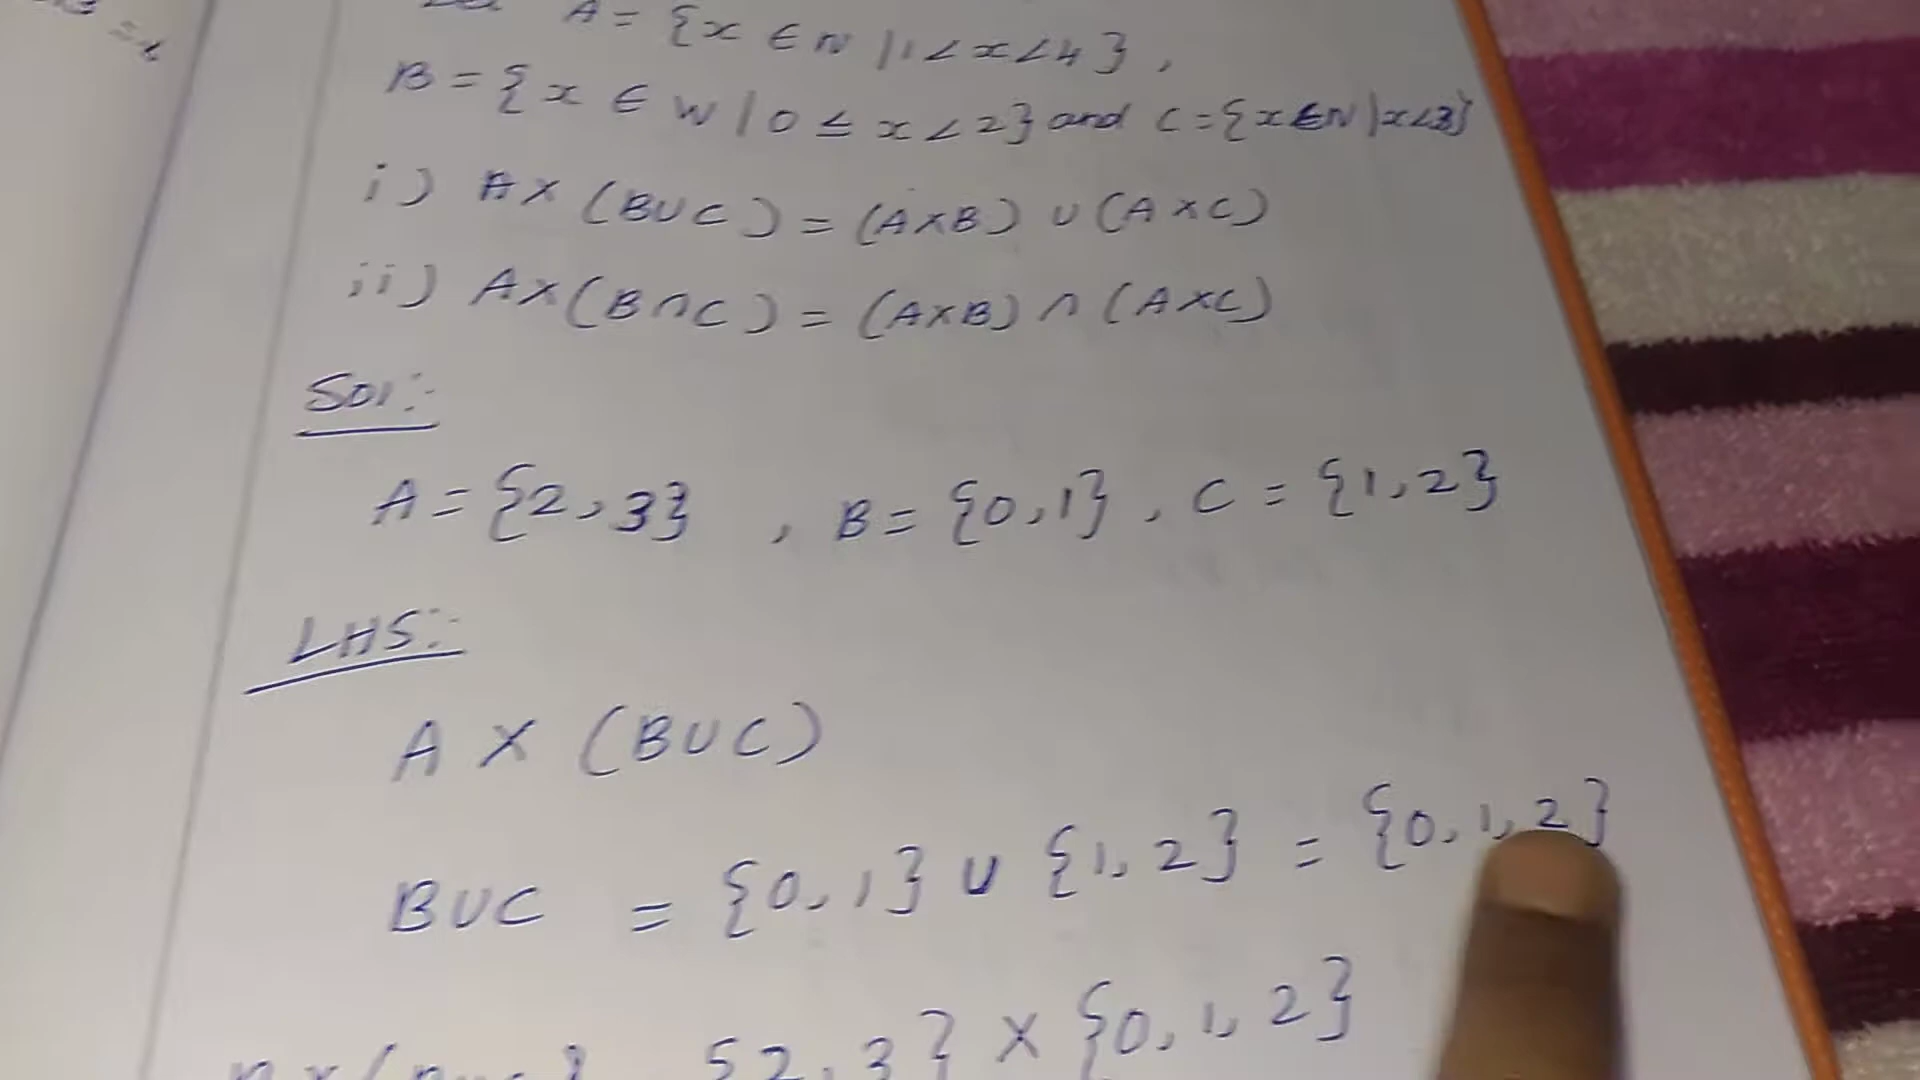 A = {x ∈ N | 1 < x < 4},
B = {x ∈ W | 0 ≤ x < 2} and C = {x ∈ N | x < 3}
i) A X (B U C) = (A X B) U (A X C)
ii) A X (B ∩ C) = (A X B) ∩ (A X C)
Sol:-
A = {2, 3} , B = {0, 1} , C = {1, 2}
LHS:-
A X (B U C)
B U C = {0, 1} U {1, 2} = {0, 1, 2}
{2, 3} X {0, 1, 2}